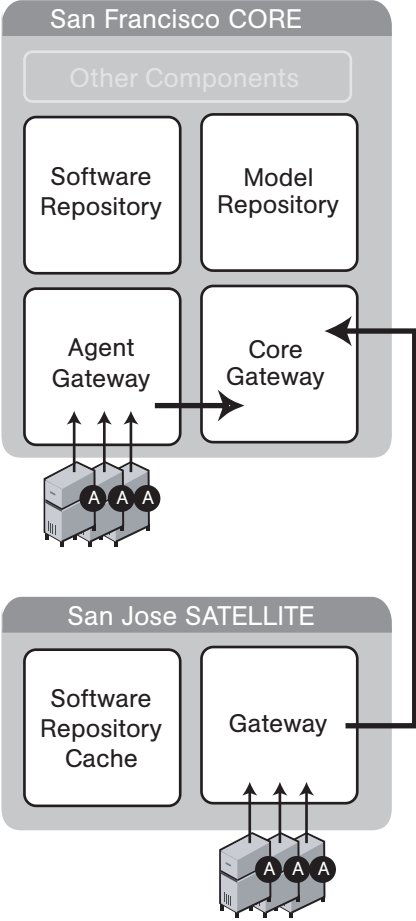 San Francisco CORE
Other Components
Software
Repository
Model
Repository
Agent
Gateway
Core
Gateway
A A A
San Jose SATELLITE
Software
Repository
Cache
Gateway
A A A